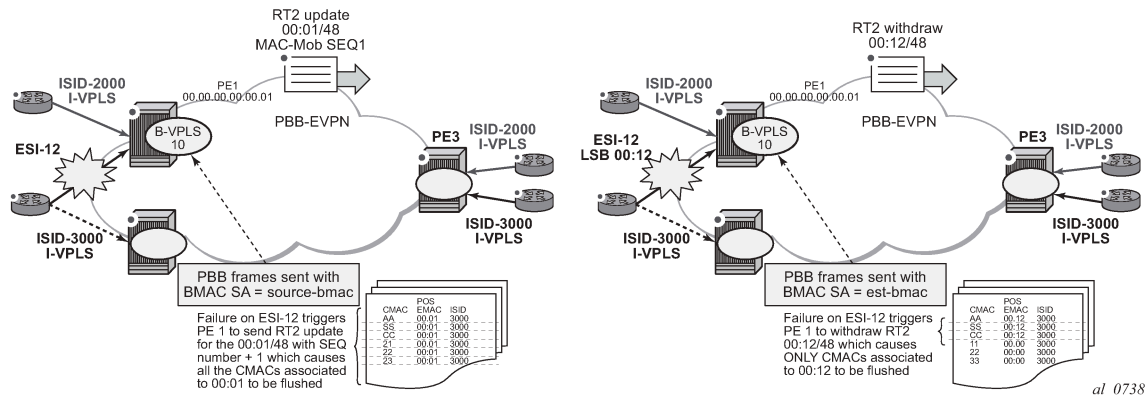 RT2 update
00:01/48
MAC-Mob SEQ1
ISID-2000
I-VPLS
PE1
00.00.00.00.00.01
B-VPLS
10
PBB-EVPN
ESI-12
PE3
ISID-2000
I-VPLS
ISID-3000
I-VPLS
ISID-3000
I-VPLS
PBB frames sent with
BMAC SA = source-bmac
Failure on ESI-12 triggers
PE 1 to send RT2 update
for the 00:01/48 with SEQ
number + 1 which causes
all the CMACs associated
to 00:01 to be flushed
POS
CMAC EMAC ISID
AA 00:01 3000
SS 00:01 3000
CC 00:01 3000
21 00:01 3000
22 00:01 3000
23 00:01 3000
RT2 withdraw
00:12/48
ISID-2000
I-VPLS
PE1
00.00.00.00.00.01
B-VPLS
10
PBB-EVPN
ESI-12
LSB 00:12
PE3
ISID-2000
I-VPLS
ISID-3000
I-VPLS
ISID-3000
I-VPLS
PBB frames sent with
BMAC SA = est-bmac
Failure on ESI-12 triggers
PE 1 to withdraw RT2
00:12/48 which causes
ONLY CMACs associated
to 00:12 to be flushed
POS
CMAC EMAC ISID
AA 00:12 3000
SS 00:12 3000
CC 00:12 3000
11 00:00 3000
22 00:00 3000
33 00:00 3000
al_0738